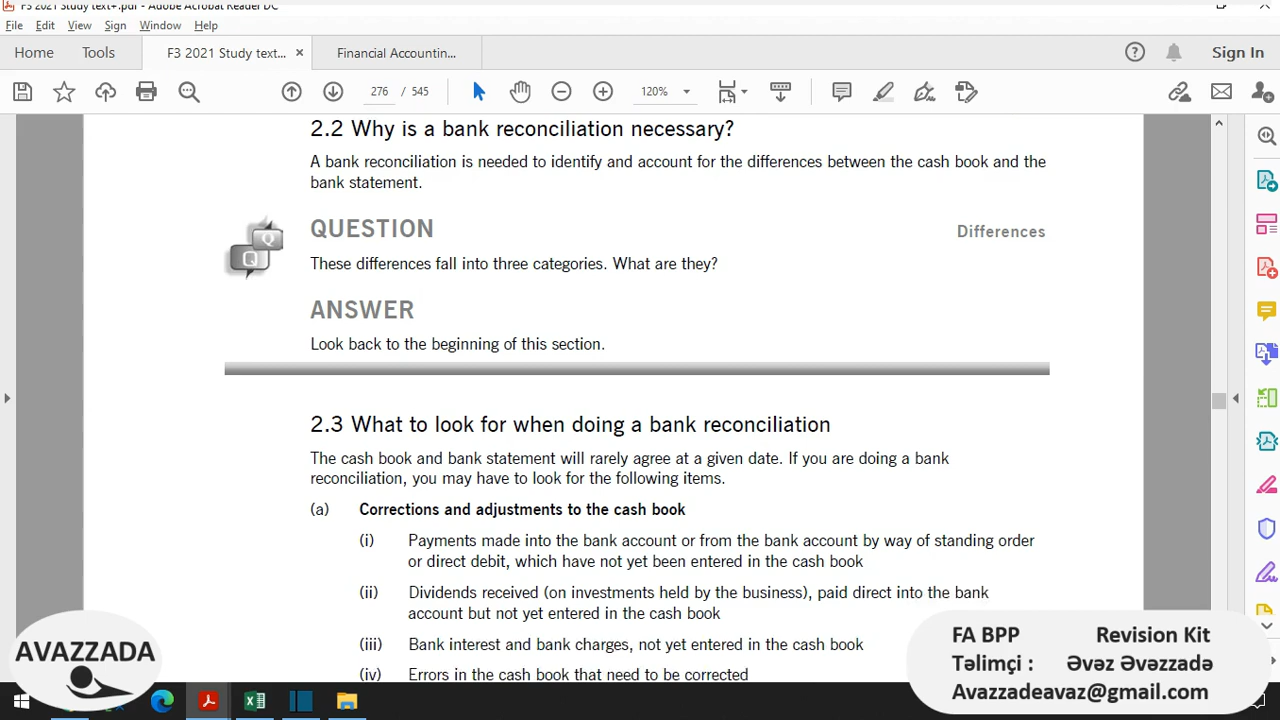 F3 2021 Study text+.pdf - Adobe Acrobat Reader DC
File Edit View Sign Window Help
Home Tools F3 2021 Study text... × Financial Accountin... Sign In
276 / 545 120%
2.2 Why is a bank reconciliation necessary?
A bank reconciliation is needed to identify and account for the differences between the cash book and the
bank statement.
QUESTION Differences
Q
Q
These differences fall into three categories. What are they?
ANSWER
Look back to the beginning of this section.
2.3 What to look for when doing a bank reconciliation
The cash book and bank statement will rarely agree at a given date. If you are doing a bank
reconciliation, you may have to look for the following items.
(a) Corrections and adjustments to the cash book
(i) Payments made into the bank account or from the bank account by way of standing order
or direct debit, which have not yet been entered in the cash book
(ii) Dividends received (on investments held by the business), paid direct into the bank
account but not yet entered in the cash book
(iii) Bank interest and bank charges, not yet entered in the cash book
(iv) Errors in the cash book that need to be corrected
AVAZZADA
FA BPP Revision Kit
Təlimçi : Əvəz Əvəzzadə
Avazzadeavaz@gmail.com